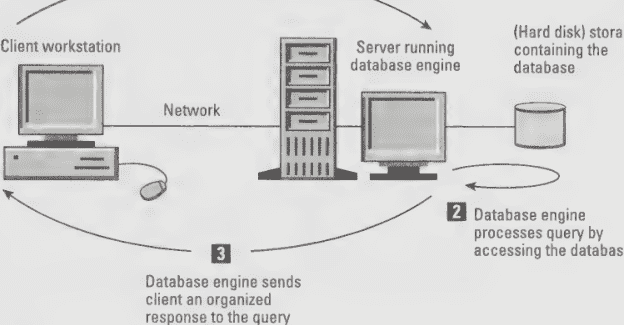 Client workstation
Server running
database engine
(Hard disk) stora
containing the
database
Network
2 Database engine
processes query by
accessing the databas
3
Database engine sends
client an organized
response to the query